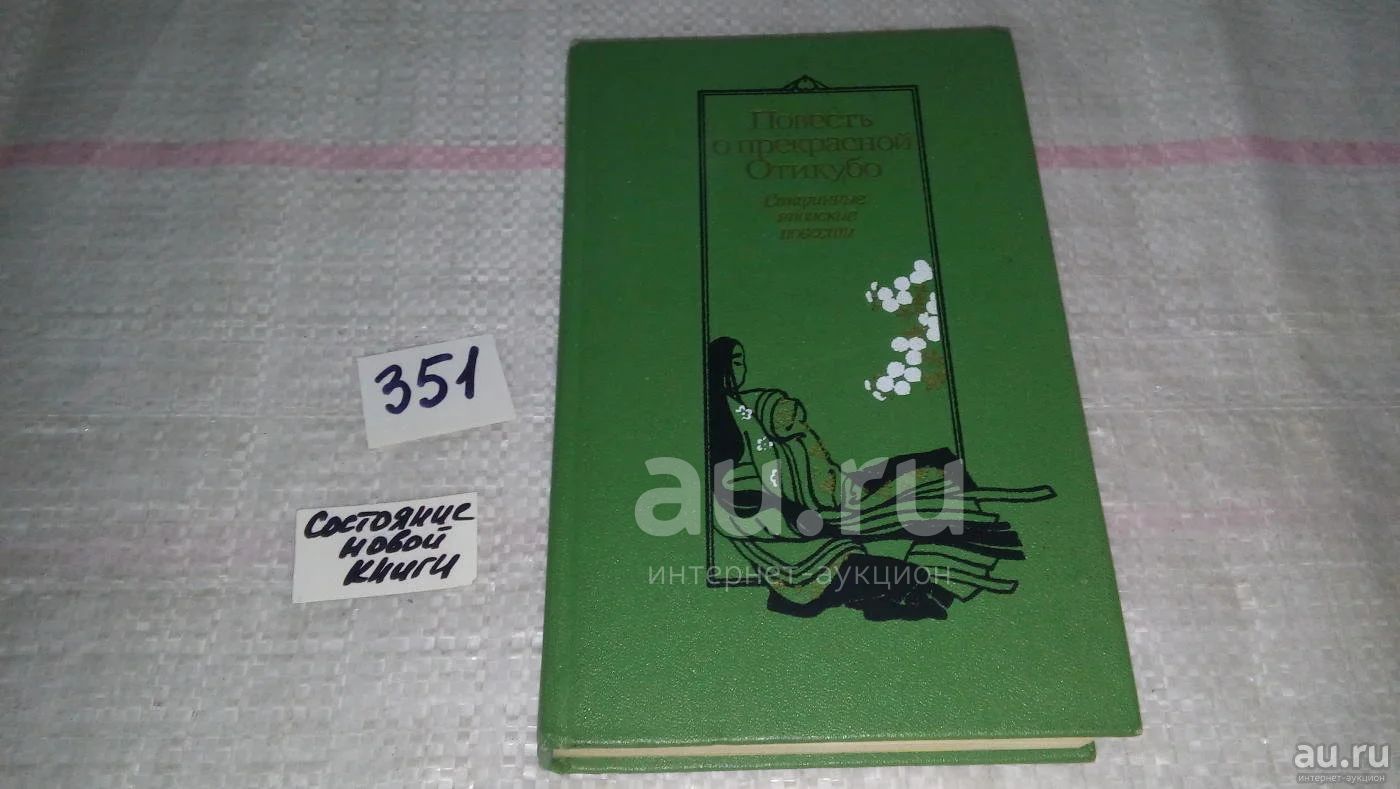 Повесть
о прекрасной
Отикубо
Старинные
японские
повести
351
Состояние
новой
книги
au.ru
интернет-аукцион
au.ru
интернет-аукцион